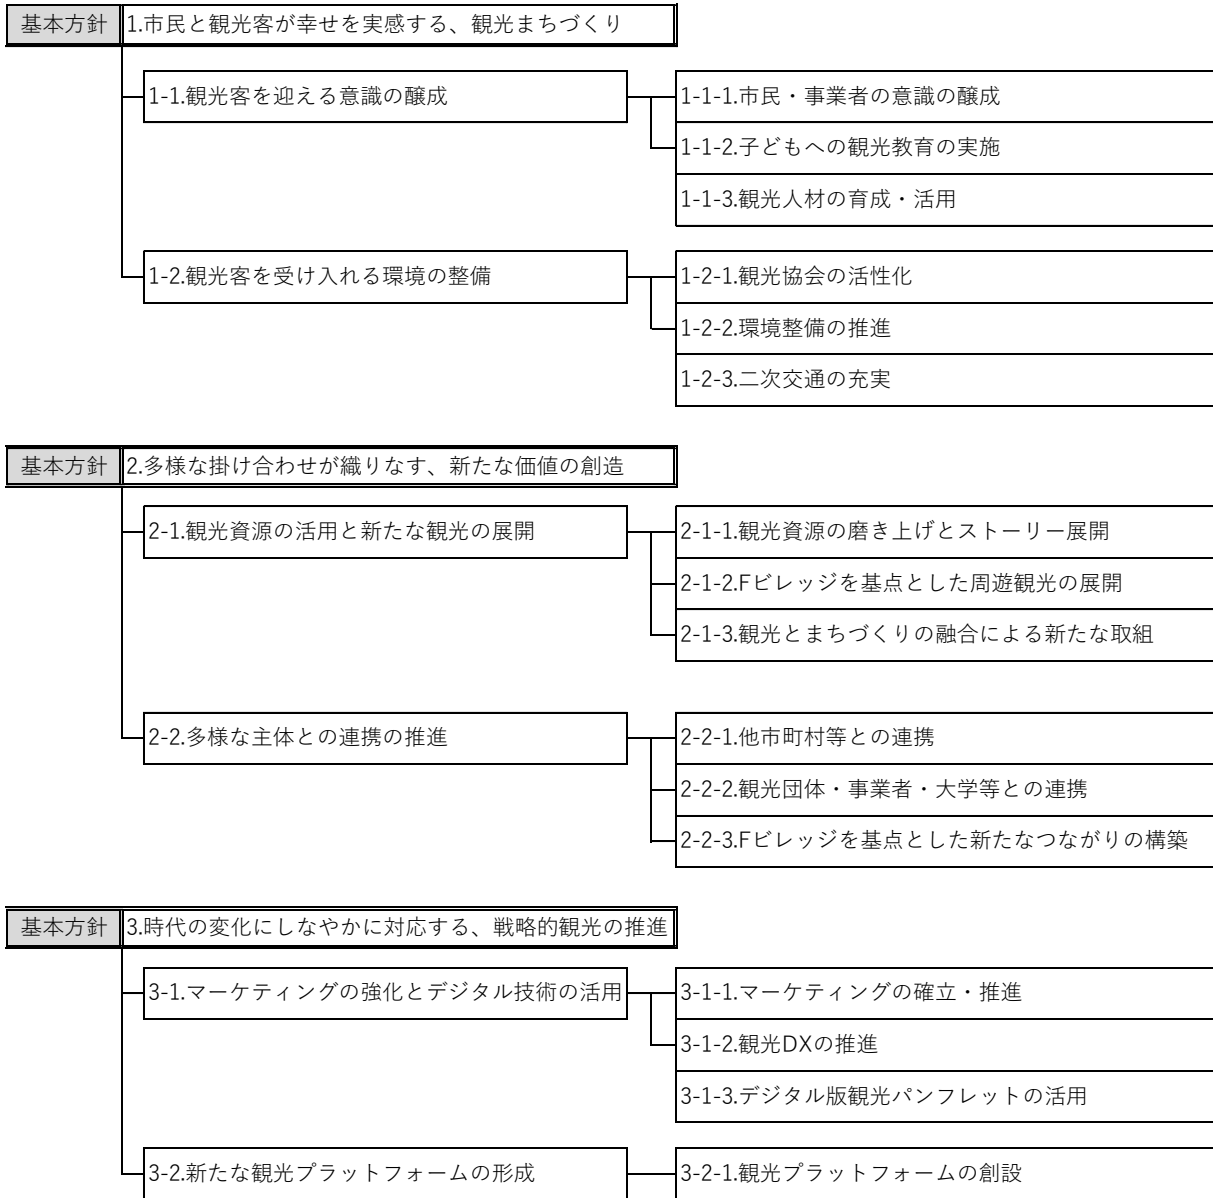 基本方針 1.市民と観光客が幸せを実感する、観光まちづくり
1-1.観光客を迎える意識の醸成
1-1-1.市民・事業者の意識の醸成
1-1-2.子どもへの観光教育の実施
1-1-3.観光人材の育成・活用
1-2.観光客を受け入れる環境の整備
1-2-1.観光協会の活性化
1-2-2.環境整備の推進
1-2-3.二次交通の充実
基本方針 2.多様な掛け合わせが織りなす、新たな価値の創造
2-1.観光資源の活用と新たな観光の展開
2-1-1.観光資源の磨き上げとストーリー展開
2-1-2.Fビレッジを基点とした周遊観光の展開
2-1-3.観光とまちづくりの融合による新たな取組
2-2.多様な主体との連携の推進
2-2-1.他市町村等との連携
2-2-2.観光団体・事業者・大学等との連携
2-2-3.Fビレッジを基点とした新たなつながりの構築
基本方針 3.時代の変化にしなやかに対応する、戦略的観光の推進
3-1.マーケティングの強化とデジタル技術の活用
3-1-1.マーケティングの確立・推進
3-1-2.観光DXの推進
3-1-3.デジタル版観光パンフレットの活用
3-2.新たな観光プラットフォームの形成
3-2-1.観光プラットフォームの創設